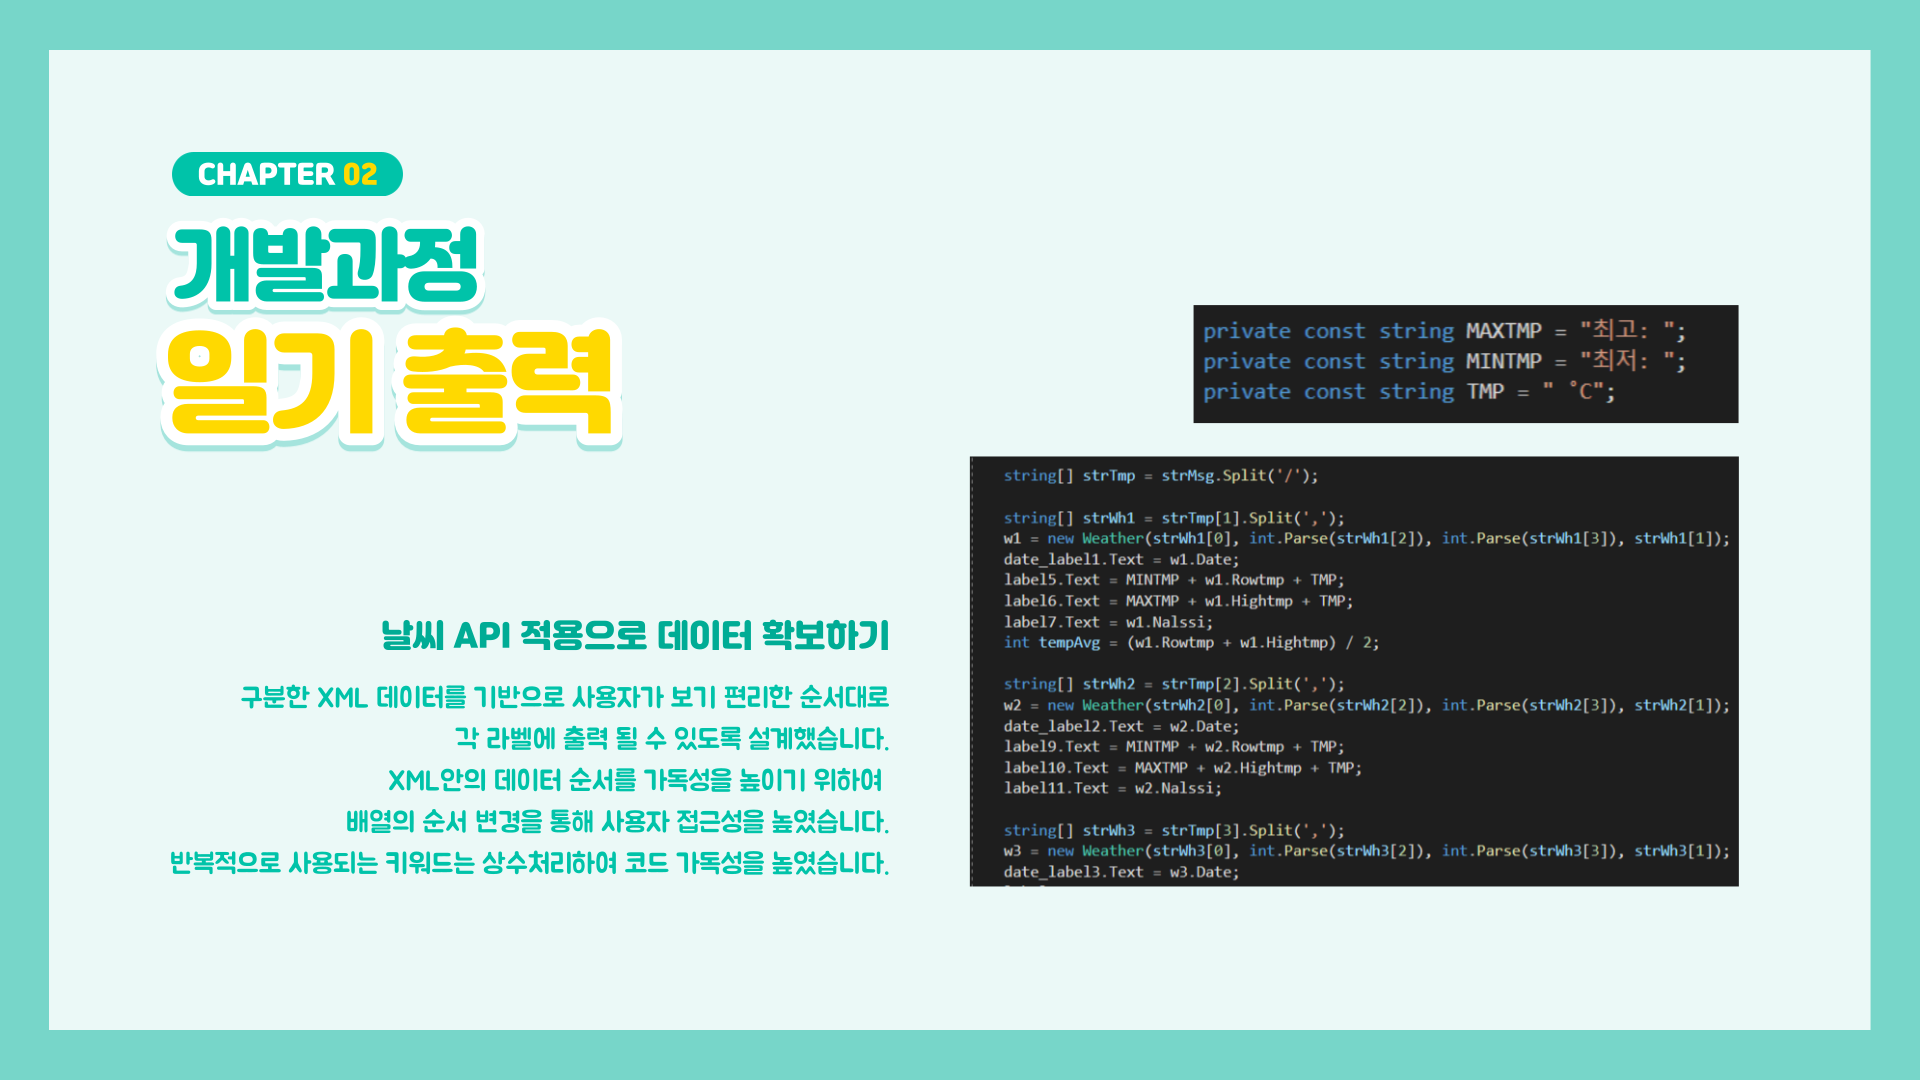 CHAPTER 02
개발과정
일기 출력
날씨 API 적용으로 데이터 확보하기
구분한 XML 데이터를 기반으로 사용자가 보기 편리한 순서대로
각 라벨에 출력 될 수 있도록 설계했습니다.
XML안의 데이터 순서를 가독성을 높이기 위하여
배열의 순서 변경을 통해 사용자 접근성을 높였습니다.
반복적으로 사용되는 키워드는 상수처리하여 코드 가독성을 높였습니다.
private const string MAXTMP = "최고: ";
private const string MINTMP = "최저: ";
private const string TMP = " ˚C";
string[] strTmp = strMsg.Split('/');
string[] strWh1 = strTmp[1].Split(',');
w1 = new Weather(strWh1[0], int.Parse(strWh1[2]), int.Parse(strWh1[3]), strWh1[1]);
date_label1.Text = w1.Date;
label5.Text = MINTMP + w1.Rowtmp + TMP;
label6.Text = MAXTMP + w1.Hightmp + TMP;
label7.Text = w1.Nalssi;
int tempAvg = (w1.Rowtmp + w1.Hightmp) / 2;
string[] strWh2 = strTmp[2].Split(',');
w2 = new Weather(strWh2[0], int.Parse(strWh2[2]), int.Parse(strWh2[3]), strWh2[1]);
date_label2.Text = w2.Date;
label9.Text = MINTMP + w2.Rowtmp + TMP;
label10.Text = MAXTMP + w2.Hightmp + TMP;
label11.Text = w2.Nalssi;
string[] strWh3 = strTmp[3].Split(',');
w3 = new Weather(strWh3[0], int.Parse(strWh3[2]), int.Parse(strWh3[3]), strWh3[1]);
date_label3.Text = w3.Date;